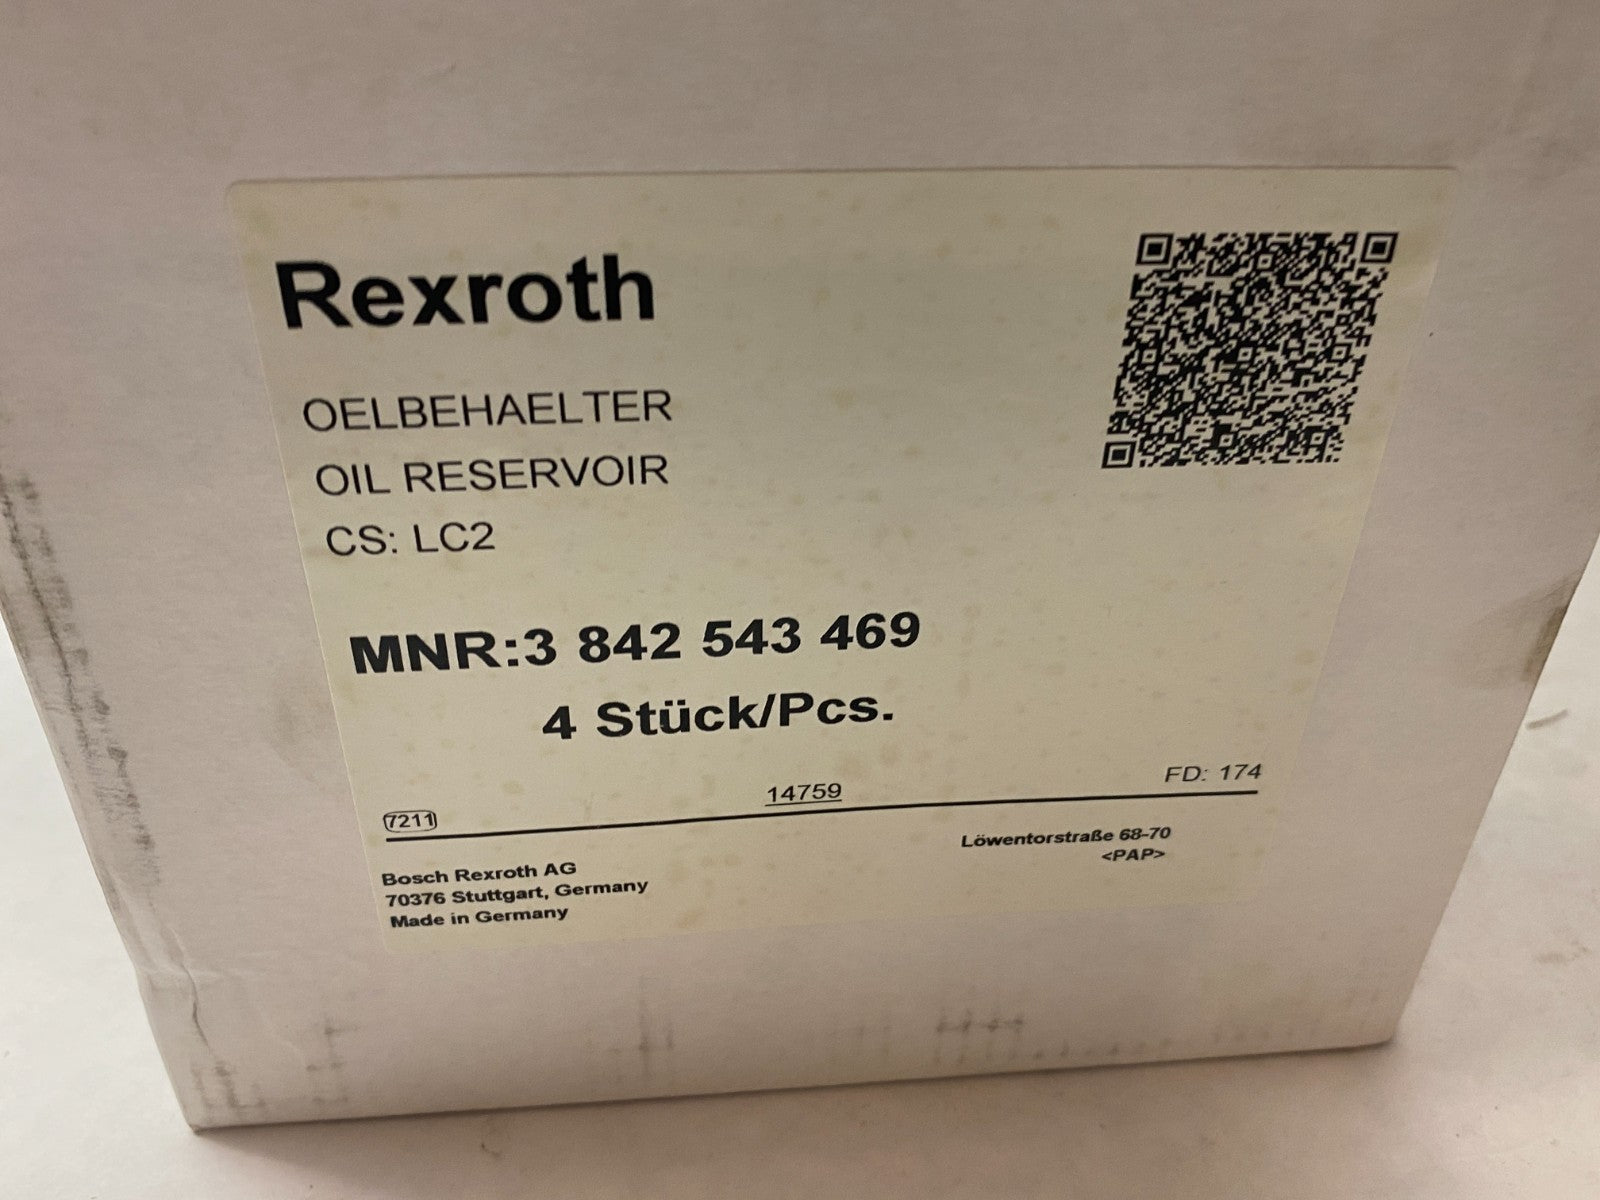 Rexroth
OELBEHAELTER
OIL RESERVOIR
CS: LC2
MNR:3 842 543 469
4 Stück/Pcs.
7211
14759
FD: 174
Bosch Rexroth AG
70376 Stuttgart, Germany
Made in Germany
Löwentorstraße 68-70
<PAP>